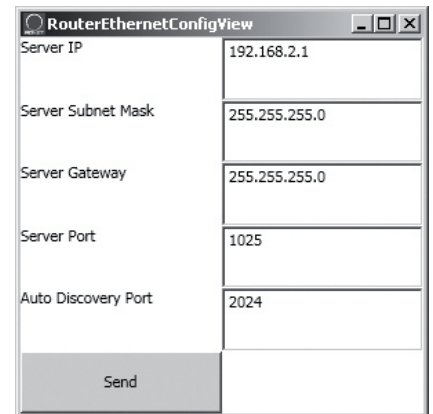 RouterEthernetConfigView
Server IP 192.168.2.1
Server Subnet Mask 255.255.255.0
Server Gateway 255.255.255.0
Server Port 1025
Auto Discovery Port 2024
Send